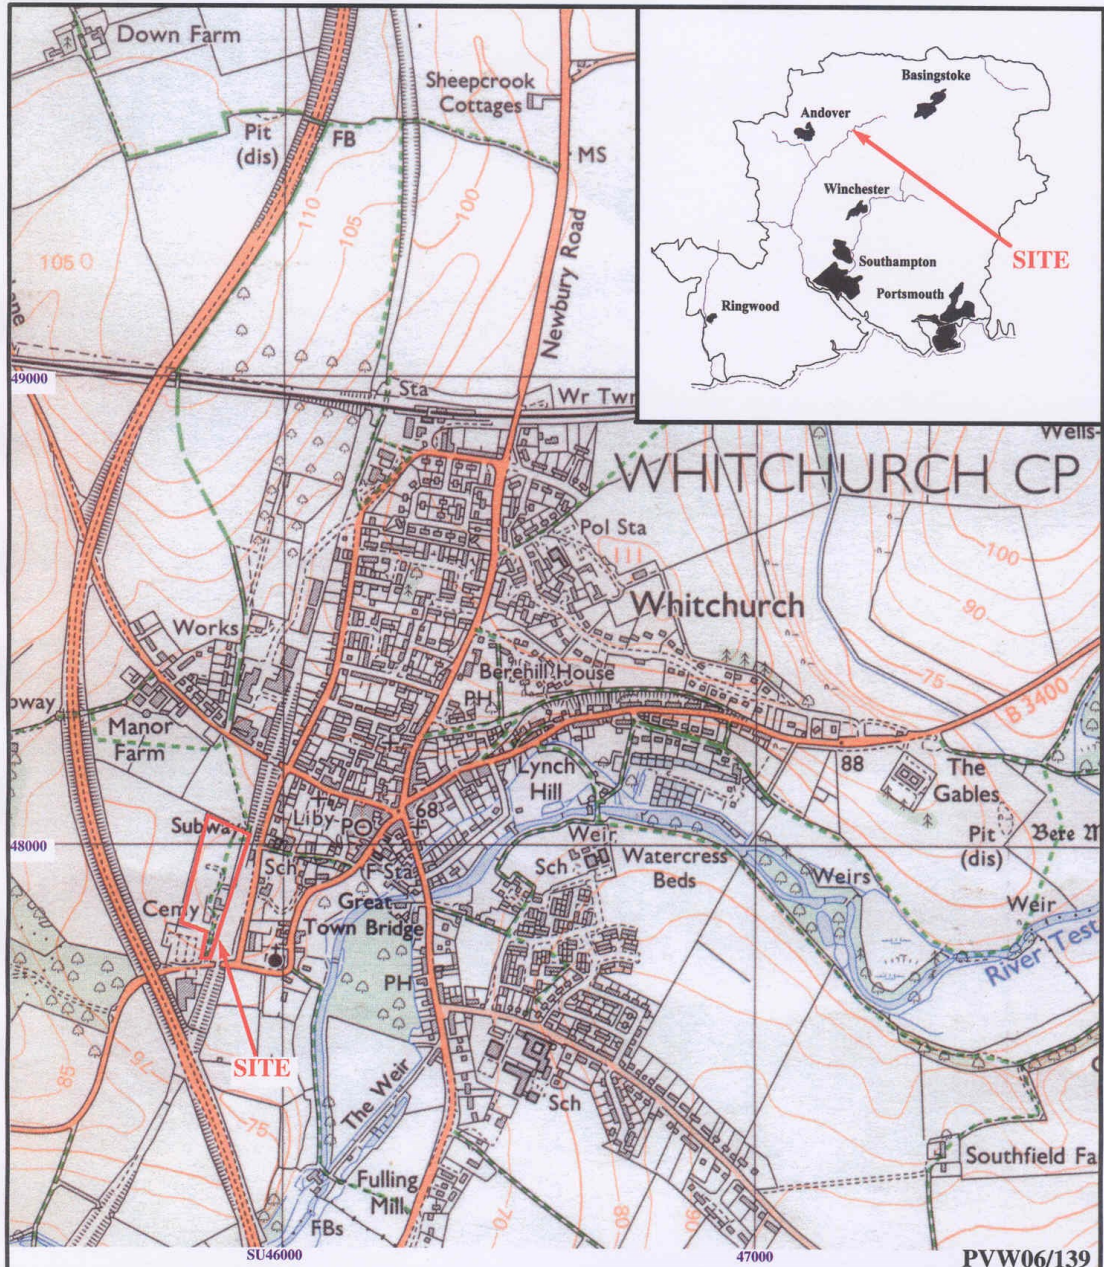 Down Farm
Sheepcrook
Cottages
Pit
(dis)
FB
MS
110
105
100
105
Newbury Road
49000
Sta
Wr Twr
Basingstoke
Andover
Winchester
SITE
Southampton
Portsmouth
Ringwood
Wells-
WHITCHURCH CP
Pol Sta
100
90
Whitchurch
Works
Berehill House
75
B 3400
PH
Manor
Farm
Lynch
Hill
88
The
Gables
Subway
68
Liby
PO
Pit
(dis)
Bere M
48000
Sch
F Sta
Weir
Sch
Watercress
Beds
Weirs
Cemy
Great
Town Bridge
Weir
River Test
PH
SITE
85
75
75
The Weir
Sch
Southfield Fa
Fulling
Mill
FBs
70
80
90
SU46000
47000
PVW06/139